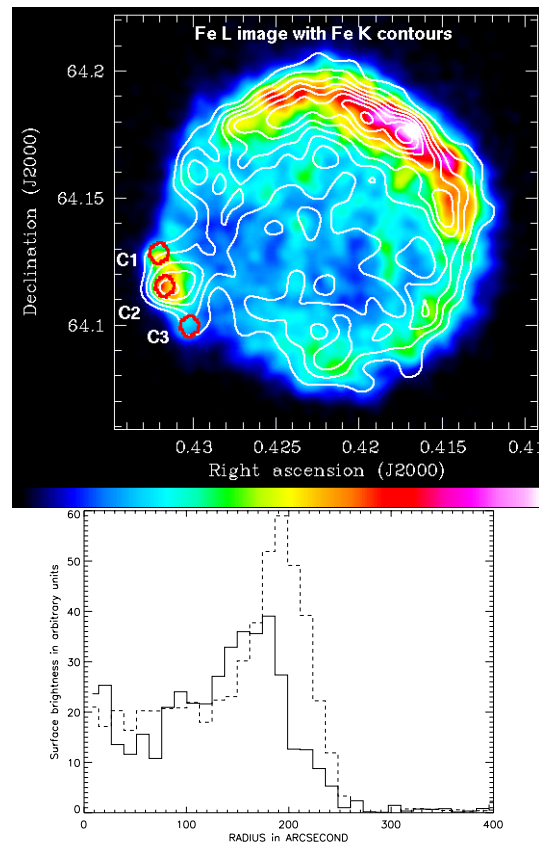 Fe L image with Fe K contours
64.2
64.15
64.1
Declination (J2000)
C1
C2
C3
0.43
0.425
0.42
0.415
0.41
Right ascension (J2000)
60
50
40
30
20
10
0
Surface brightness in arbitrary units
0
100
200
300
400
RADIUS in ARCSECOND